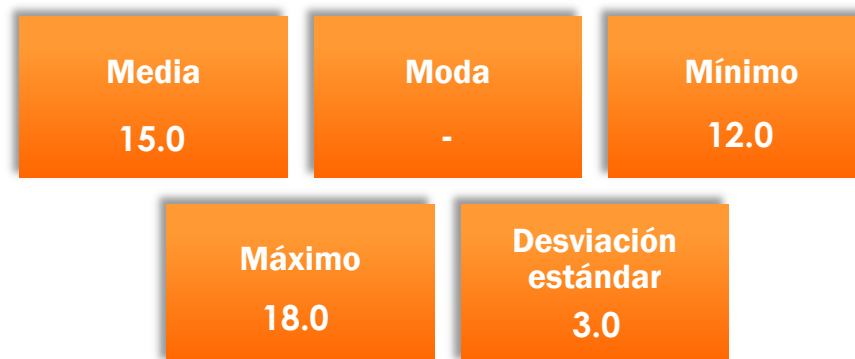 Media
15.0
Moda
-
Mínimo
12.0
Máximo
18.0
Desviación
estándar
3.0